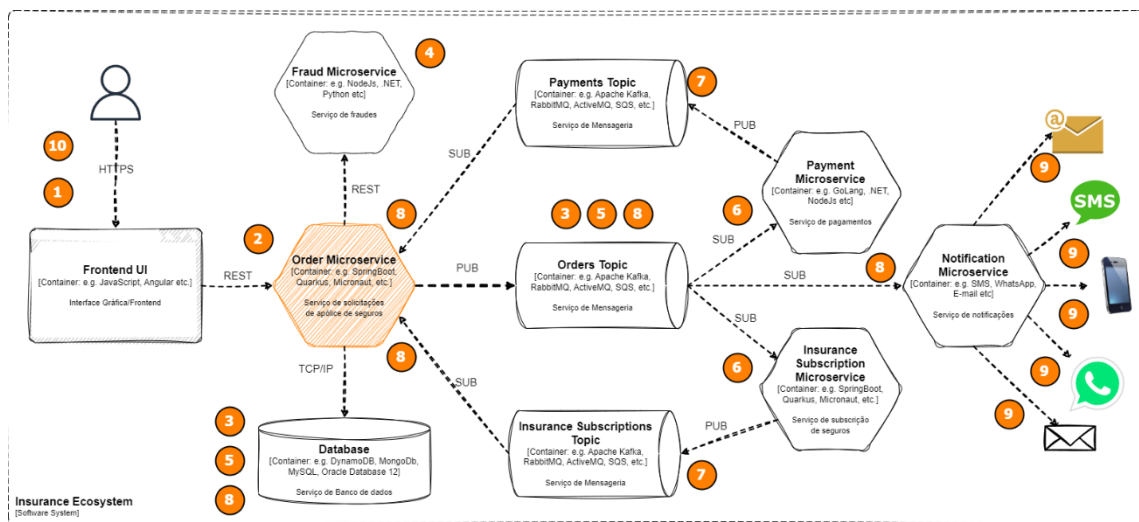 10
HTTPS
1
Frontend UI
[Container: e.g. JavaScript, Angular etc.]
Interface Gráfica/Frontend
REST
4
Fraud Microservice
[Container: e.g. NodeJs, .NET,
Python etc]
Serviço de fraudes
REST
2
8
Order Microservice
[Container: e.g. SpringBoot,
Quarkus, Micronaut, etc.]
Serviço de solicitações
de apólice de seguros
8
TCP/IP
3
5
8
Database
[Container: e.g. DynamoDB, MongoDb,
MySQL, Oracle Database 12]
Serviço de Banco de dados
SUB
PUB
SUB
7
Payments Topic
[Container: e.g. Apache Kafka,
RabbitMQ, ActiveMQ, SQS, etc.]
Serviço de Mensageria
3 5 8
Orders Topic
[Container: e.g. Apache Kafka,
RabbitMQ, ActiveMQ, SQS, etc.]
Serviço de Mensageria
Insurance Subscriptions
Topic
[Container: e.g. Apache Kafka,
RabbitMQ, ActiveMQ, SQS, etc.]
Serviço de Mensageria
7
PUB
6
SUB
SUB
SUB
6
PUB
Payment
Microservice
[Container: e.g. GoLang, .NET,
NodeJs etc]
Serviço de pagamentos
8
Insurance
Subscription
Microservice
[Container: e.g. SpringBoot,
Quarkus, Micronaut, etc.]
Serviço de subscrição
de seguros
Notification
Microservice
[Container: e.g. SMS, WhatsApp,
E-mail etc]
Serviço de notificações
@
9
SMS
9
9
9
9
Insurance Ecosystem
[Software System]